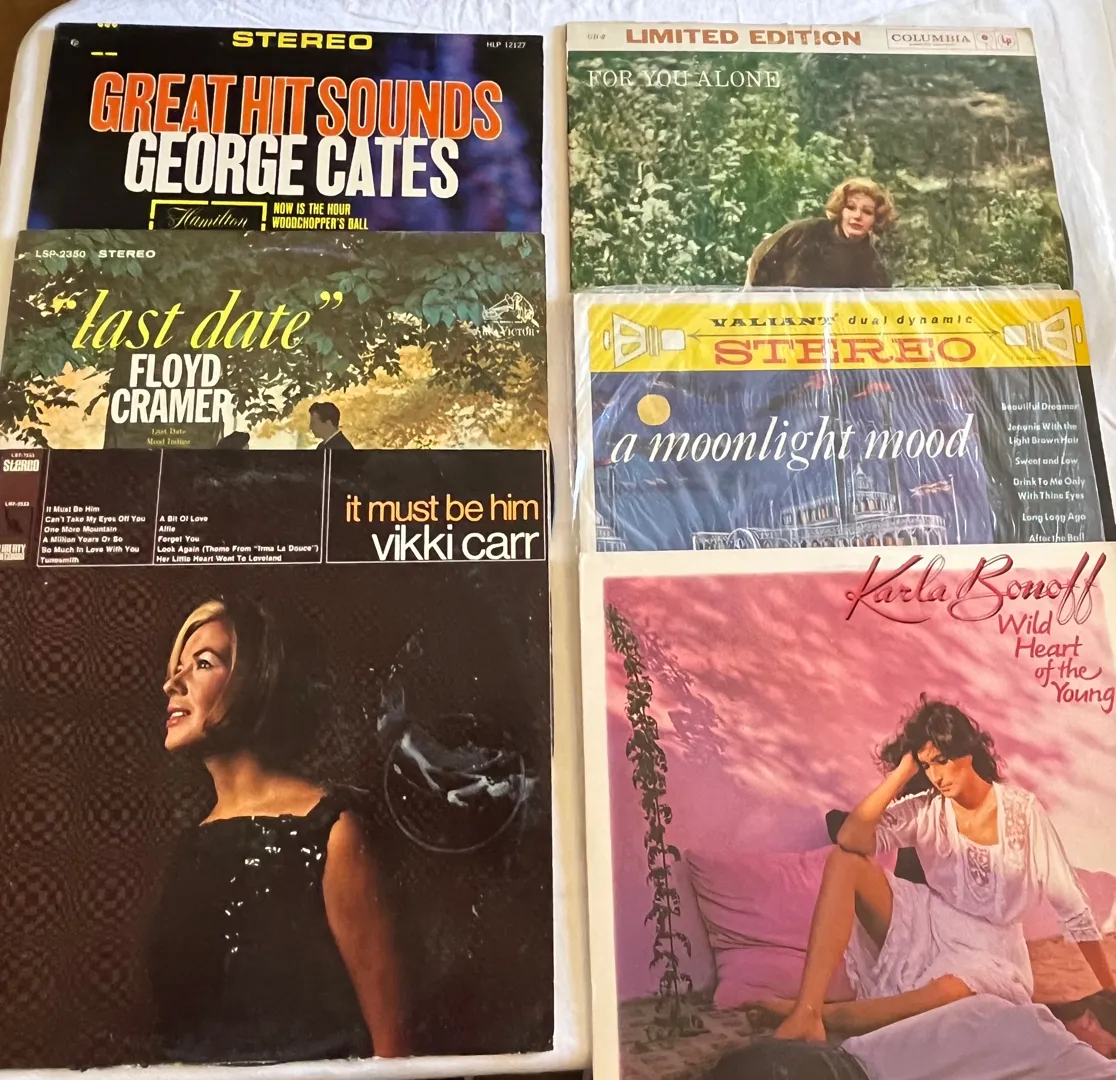 STEREO
HLP 12127
GREAT HIT SOUNDS
GEORGE CATES
Hamilton
NOW IS THE HOUR
WOODCHOPPER'S BALL
LIMITED EDITION
COLUMBIA
Lp
FOR YOU ALONE
LSP-2350 STEREO
"last date"
RCA VICTOR
FLOYD
CRAMER
Last Date
Mood Indigo
VALIANT dual dynamic
STEREO
a moonlight mood
Beautiful Dreamer
Jeannie With the
Light Brown Hair
Sweet and Low
Drink To Me Only
With Thine Eyes
Long Long Ago
After the Ball
STEREO
It Must Be Him
Can't Take My Eyes Off You
One More Mountain
A Million Years Or So
So Much In Love With You
Tunesmith
A Bit Of Love
Alfie
Forget You
Look Again (Theme From "Irma La Douce")
Her Little Heart Went To Loveland
it must be him
vikki carr
Karla Bonoff
Wild
Heart
of the
Young